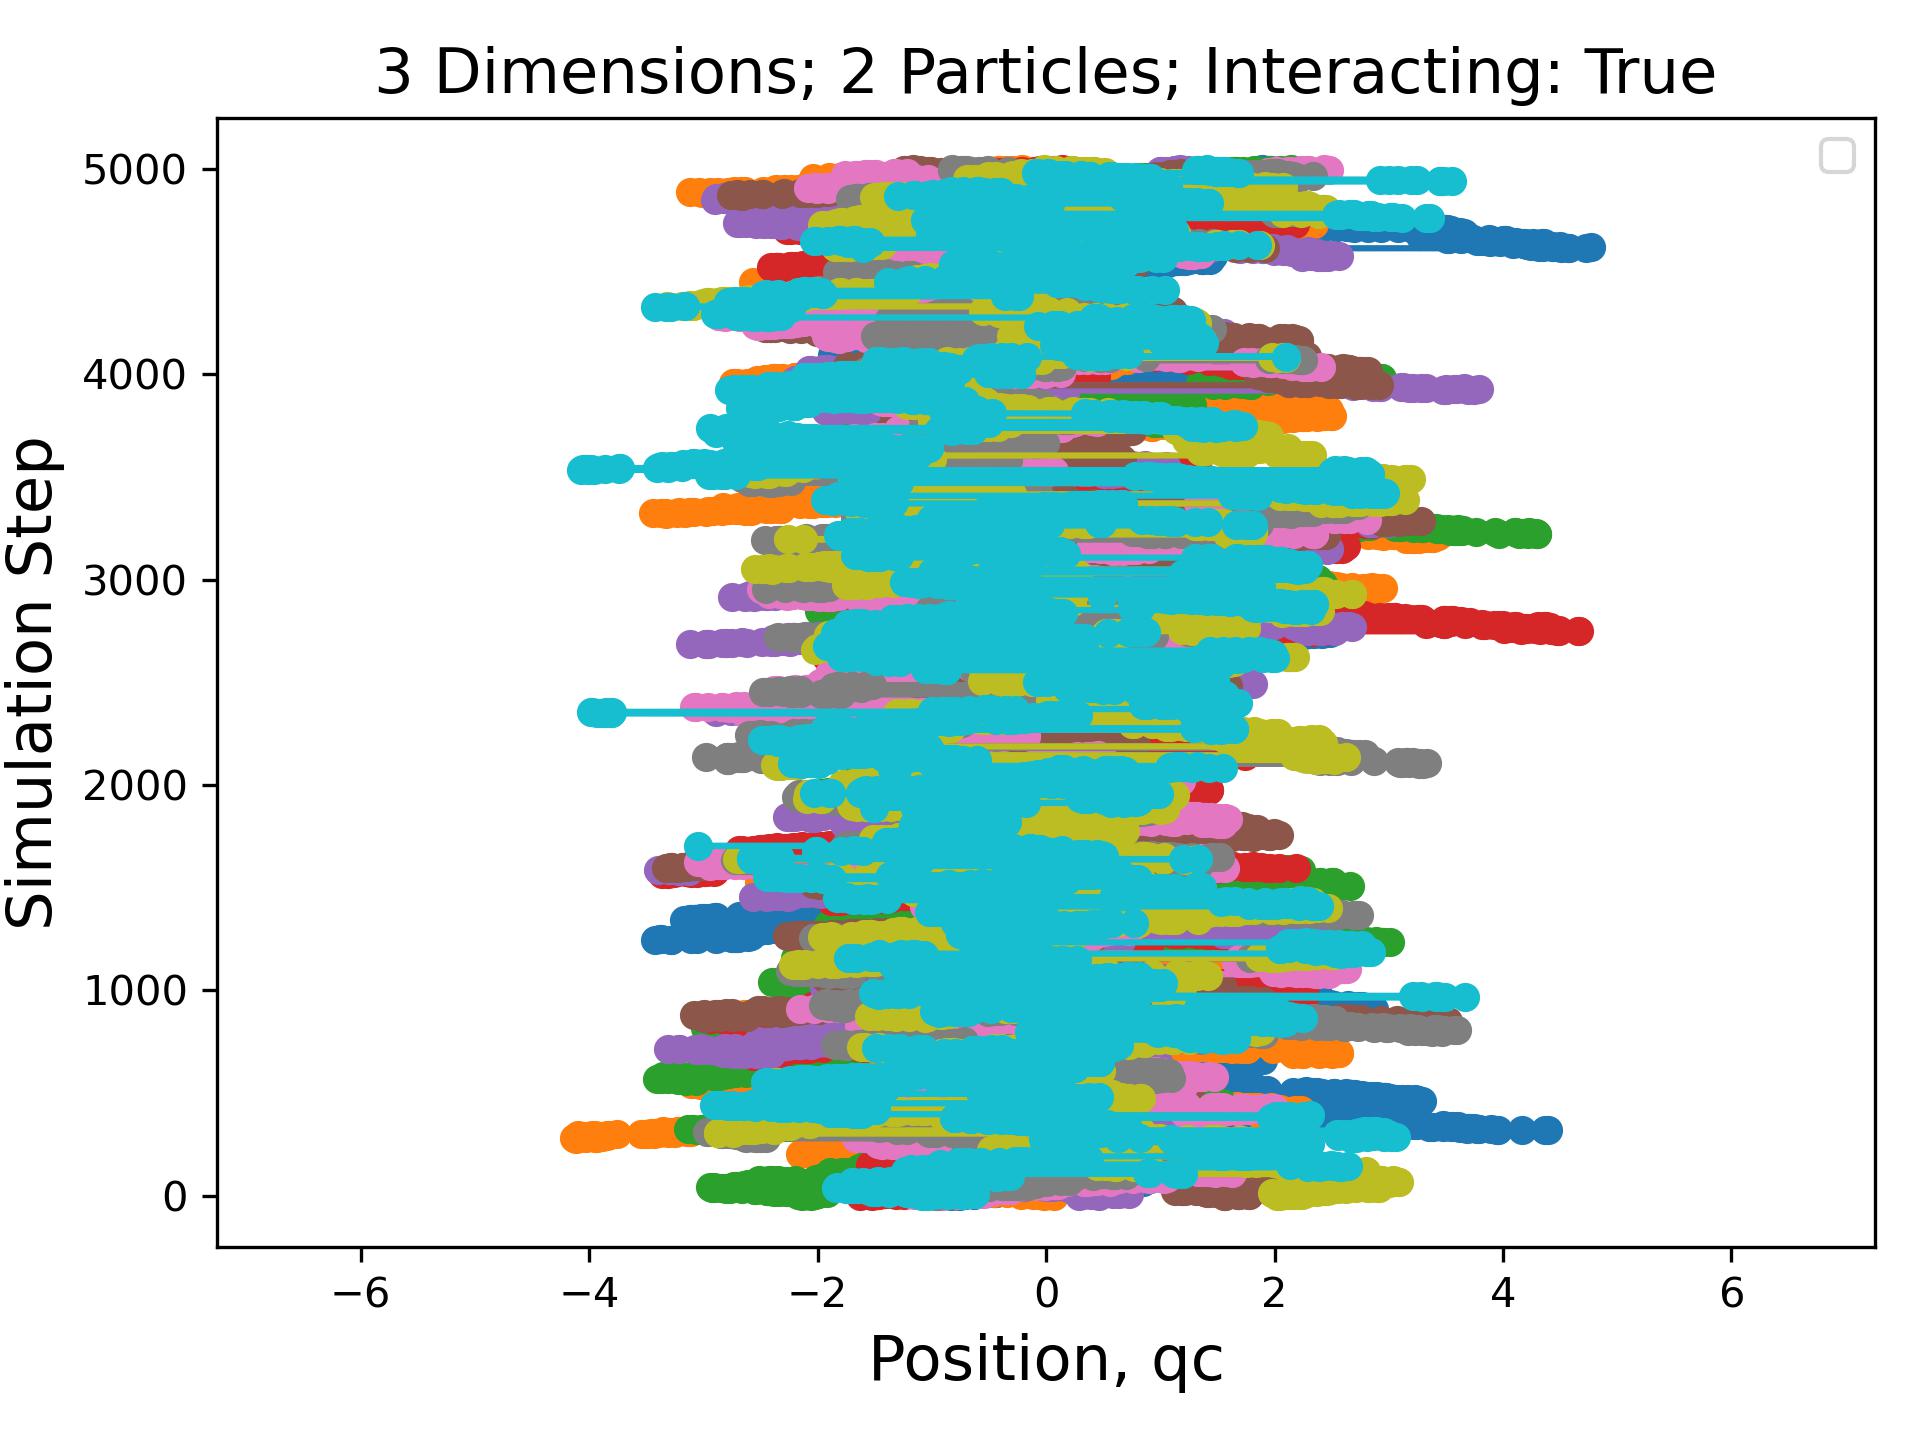 3 Dimensions; 2 Particles; Interacting: True
5000
4000
3000
2000
1000
0
Simulation Step
−6 −4 −2 0 2 4 6
Position, qc